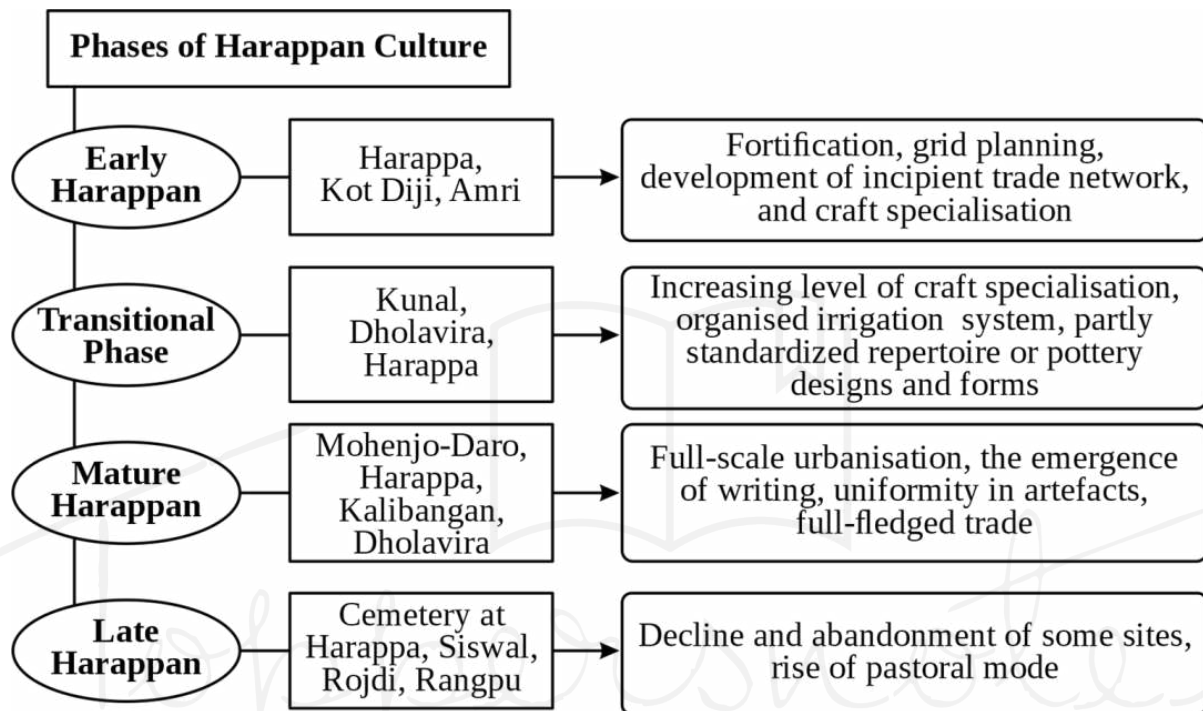 Phases of Harappan Culture
Early
Harappan
Harappa,
Kot Diji, Amri
Fortification, grid planning,
development of incipient trade network,
and craft specialisation
Transitional
Phase
Kunal,
Dholavira,
Harappa
Increasing level of craft specialisation,
organised irrigation system, partly
standardized repertoire or pottery
designs and forms
Mature
Harappan
Mohenjo-Daro,
Harappa,
Kalibangan,
Dholavira
Full-scale urbanisation, the emergence
of writing, uniformity in artefacts,
full-fledged trade
Late
Harappan
Cemetery at
Harappa, Siswal,
Rojdi, Rangpu
Decline and abandonment of some sites,
rise of pastoral mode